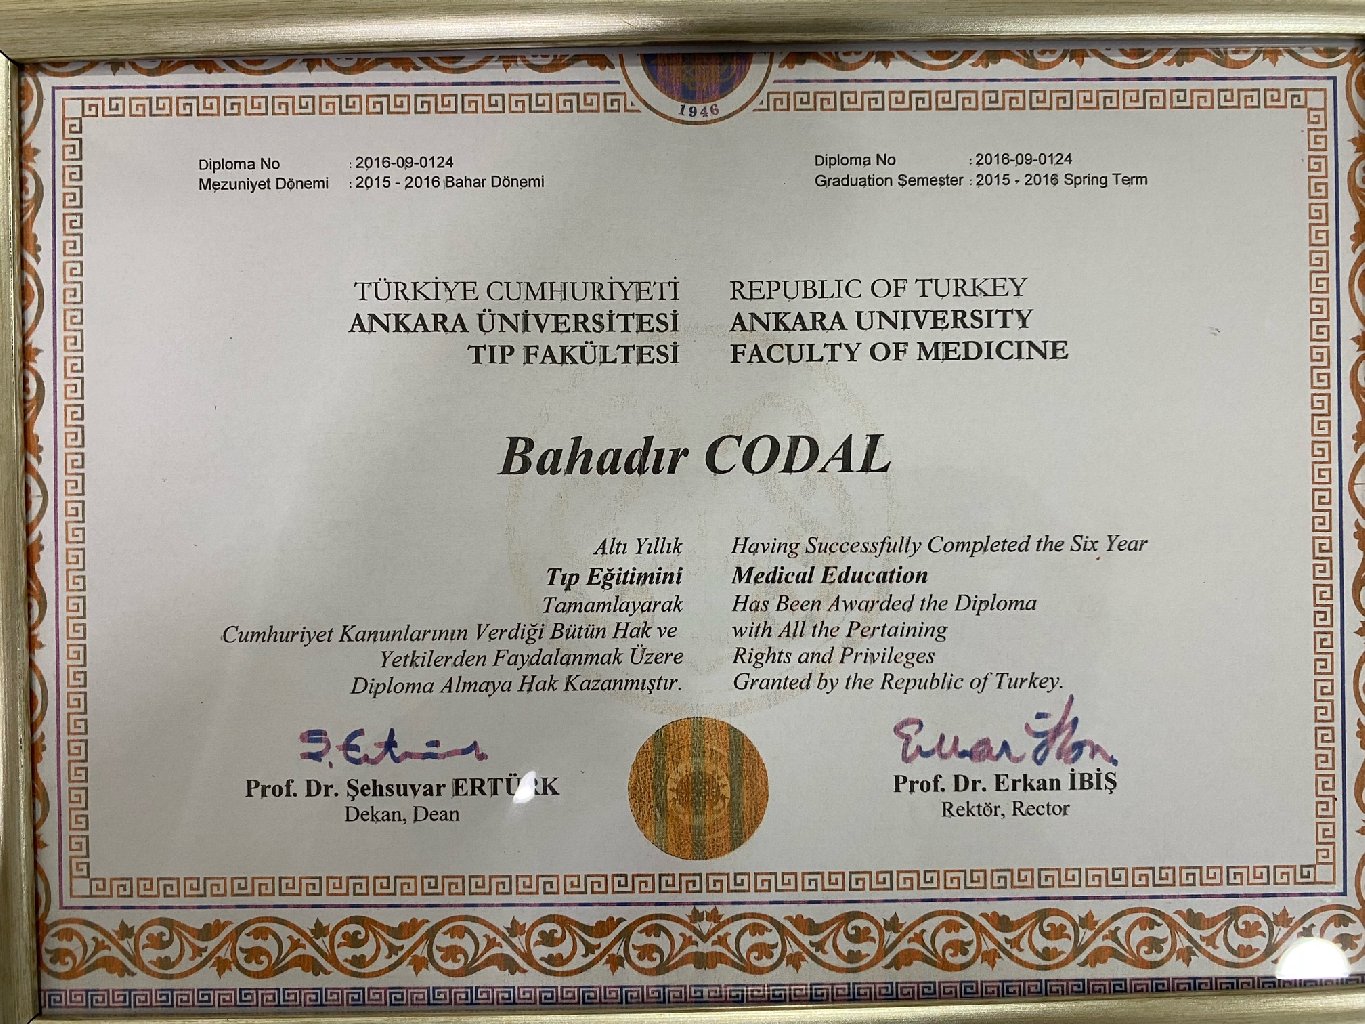 1946
Diploma No : 2016-09-0124
Mezuniyet Dönemi : 2015 - 2016 Bahar Dönemi
Diploma No : 2016-09-0124
Graduation Semester : 2015 - 2016 Spring Term
TÜRKİYE CUMHURİYETİ
ANKARA ÜNİVERSİTESİ
TIP FAKÜLTESİ
REPUBLIC OF TURKEY
ANKARA UNIVERSITY
FACULTY OF MEDICINE
Bahadır CODAL
Altı Yıllık
Tıp Eğitimini
Tamamlayarak
Cumhuriyet Kanunlarının Verdiği Bütün Hak ve
Yetkilerden Faydalanmak Üzere
Diploma Almaya Hak Kazanmıştır.
Having Successfully Completed the Six Year
Medical Education
Has Been Awarded the Diploma
with All the Pertaining
Rights and Privileges
Granted by the Republic of Turkey.
Prof. Dr. Şehsuvar ERTÜRK
Dekan, Dean
Prof. Dr. Erkan İBİŞ
Rektör, Rector